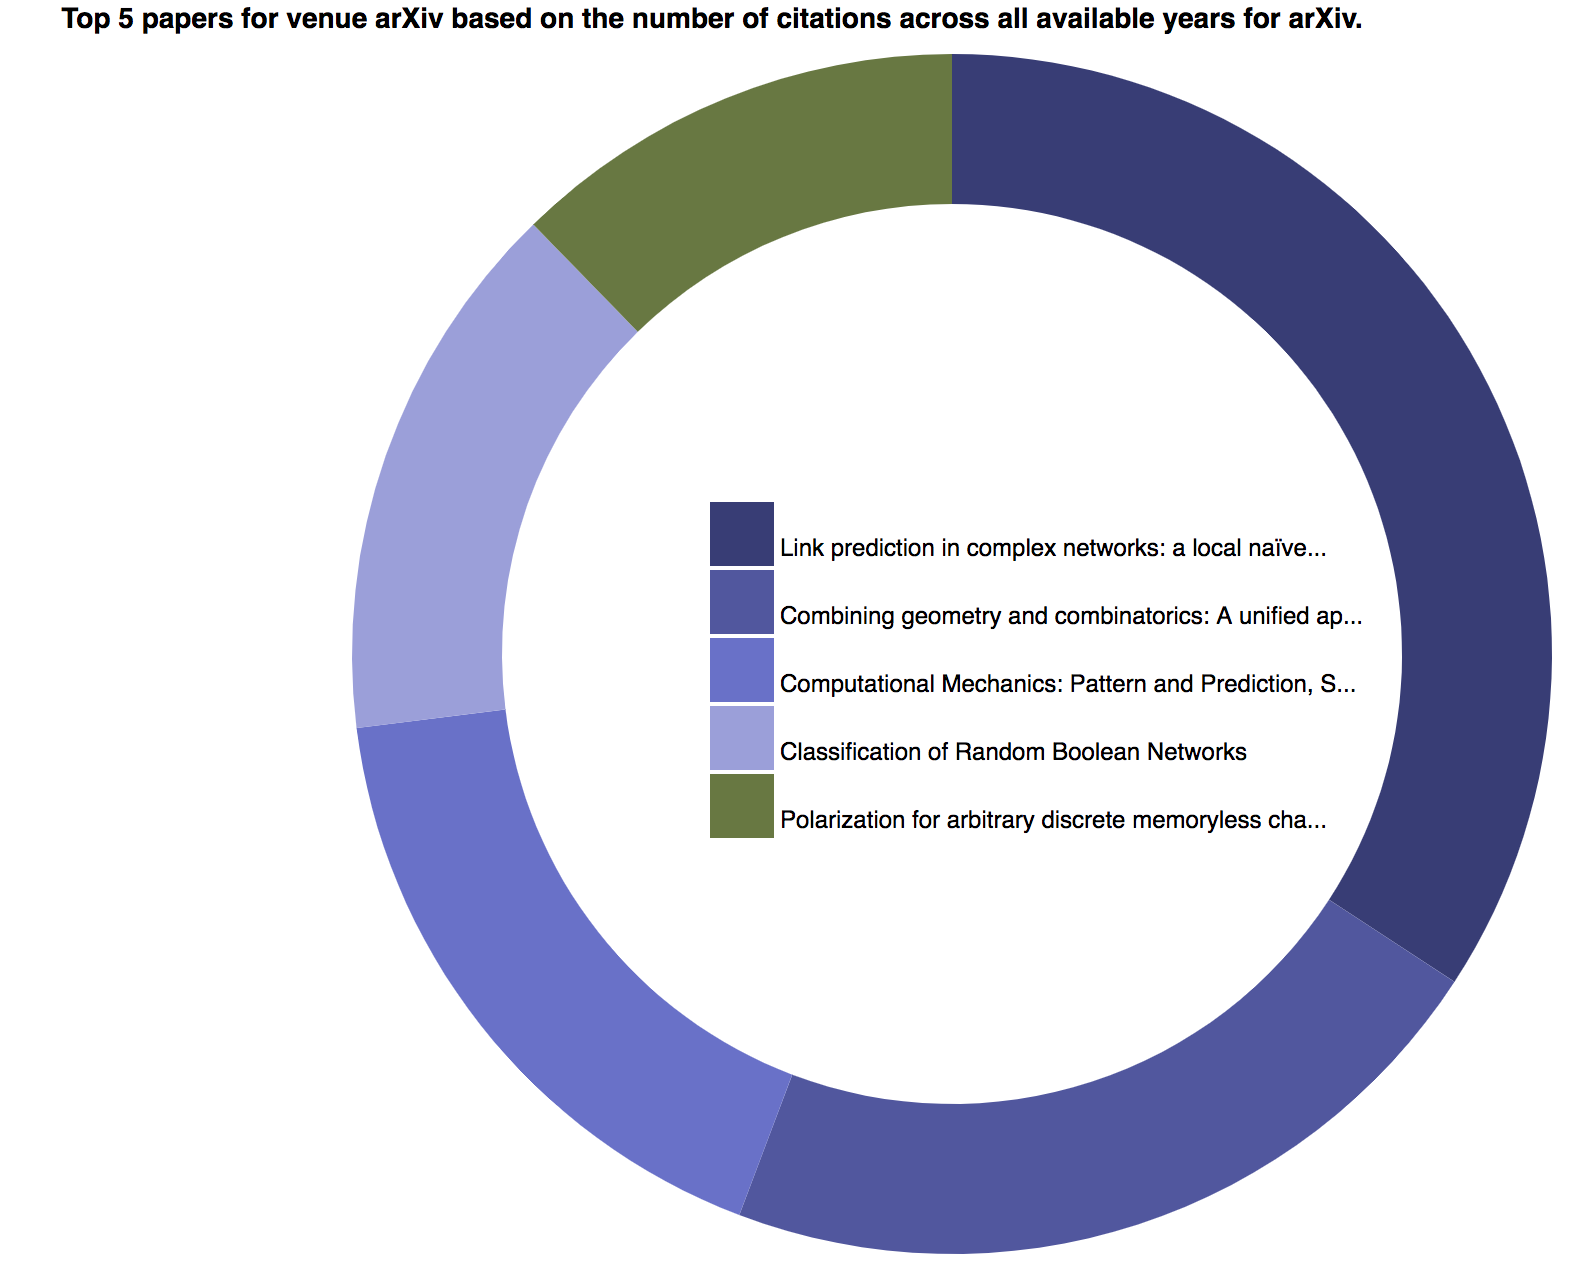 Top 5 papers for venue arXiv based on the number of citations across all available years for arXiv.
Link prediction in complex networks: a local naïve...
Combining geometry and combinatorics: A unified ap...
Computational Mechanics: Pattern and Prediction, S...
Classification of Random Boolean Networks
Polarization for arbitrary discrete memoryless cha...